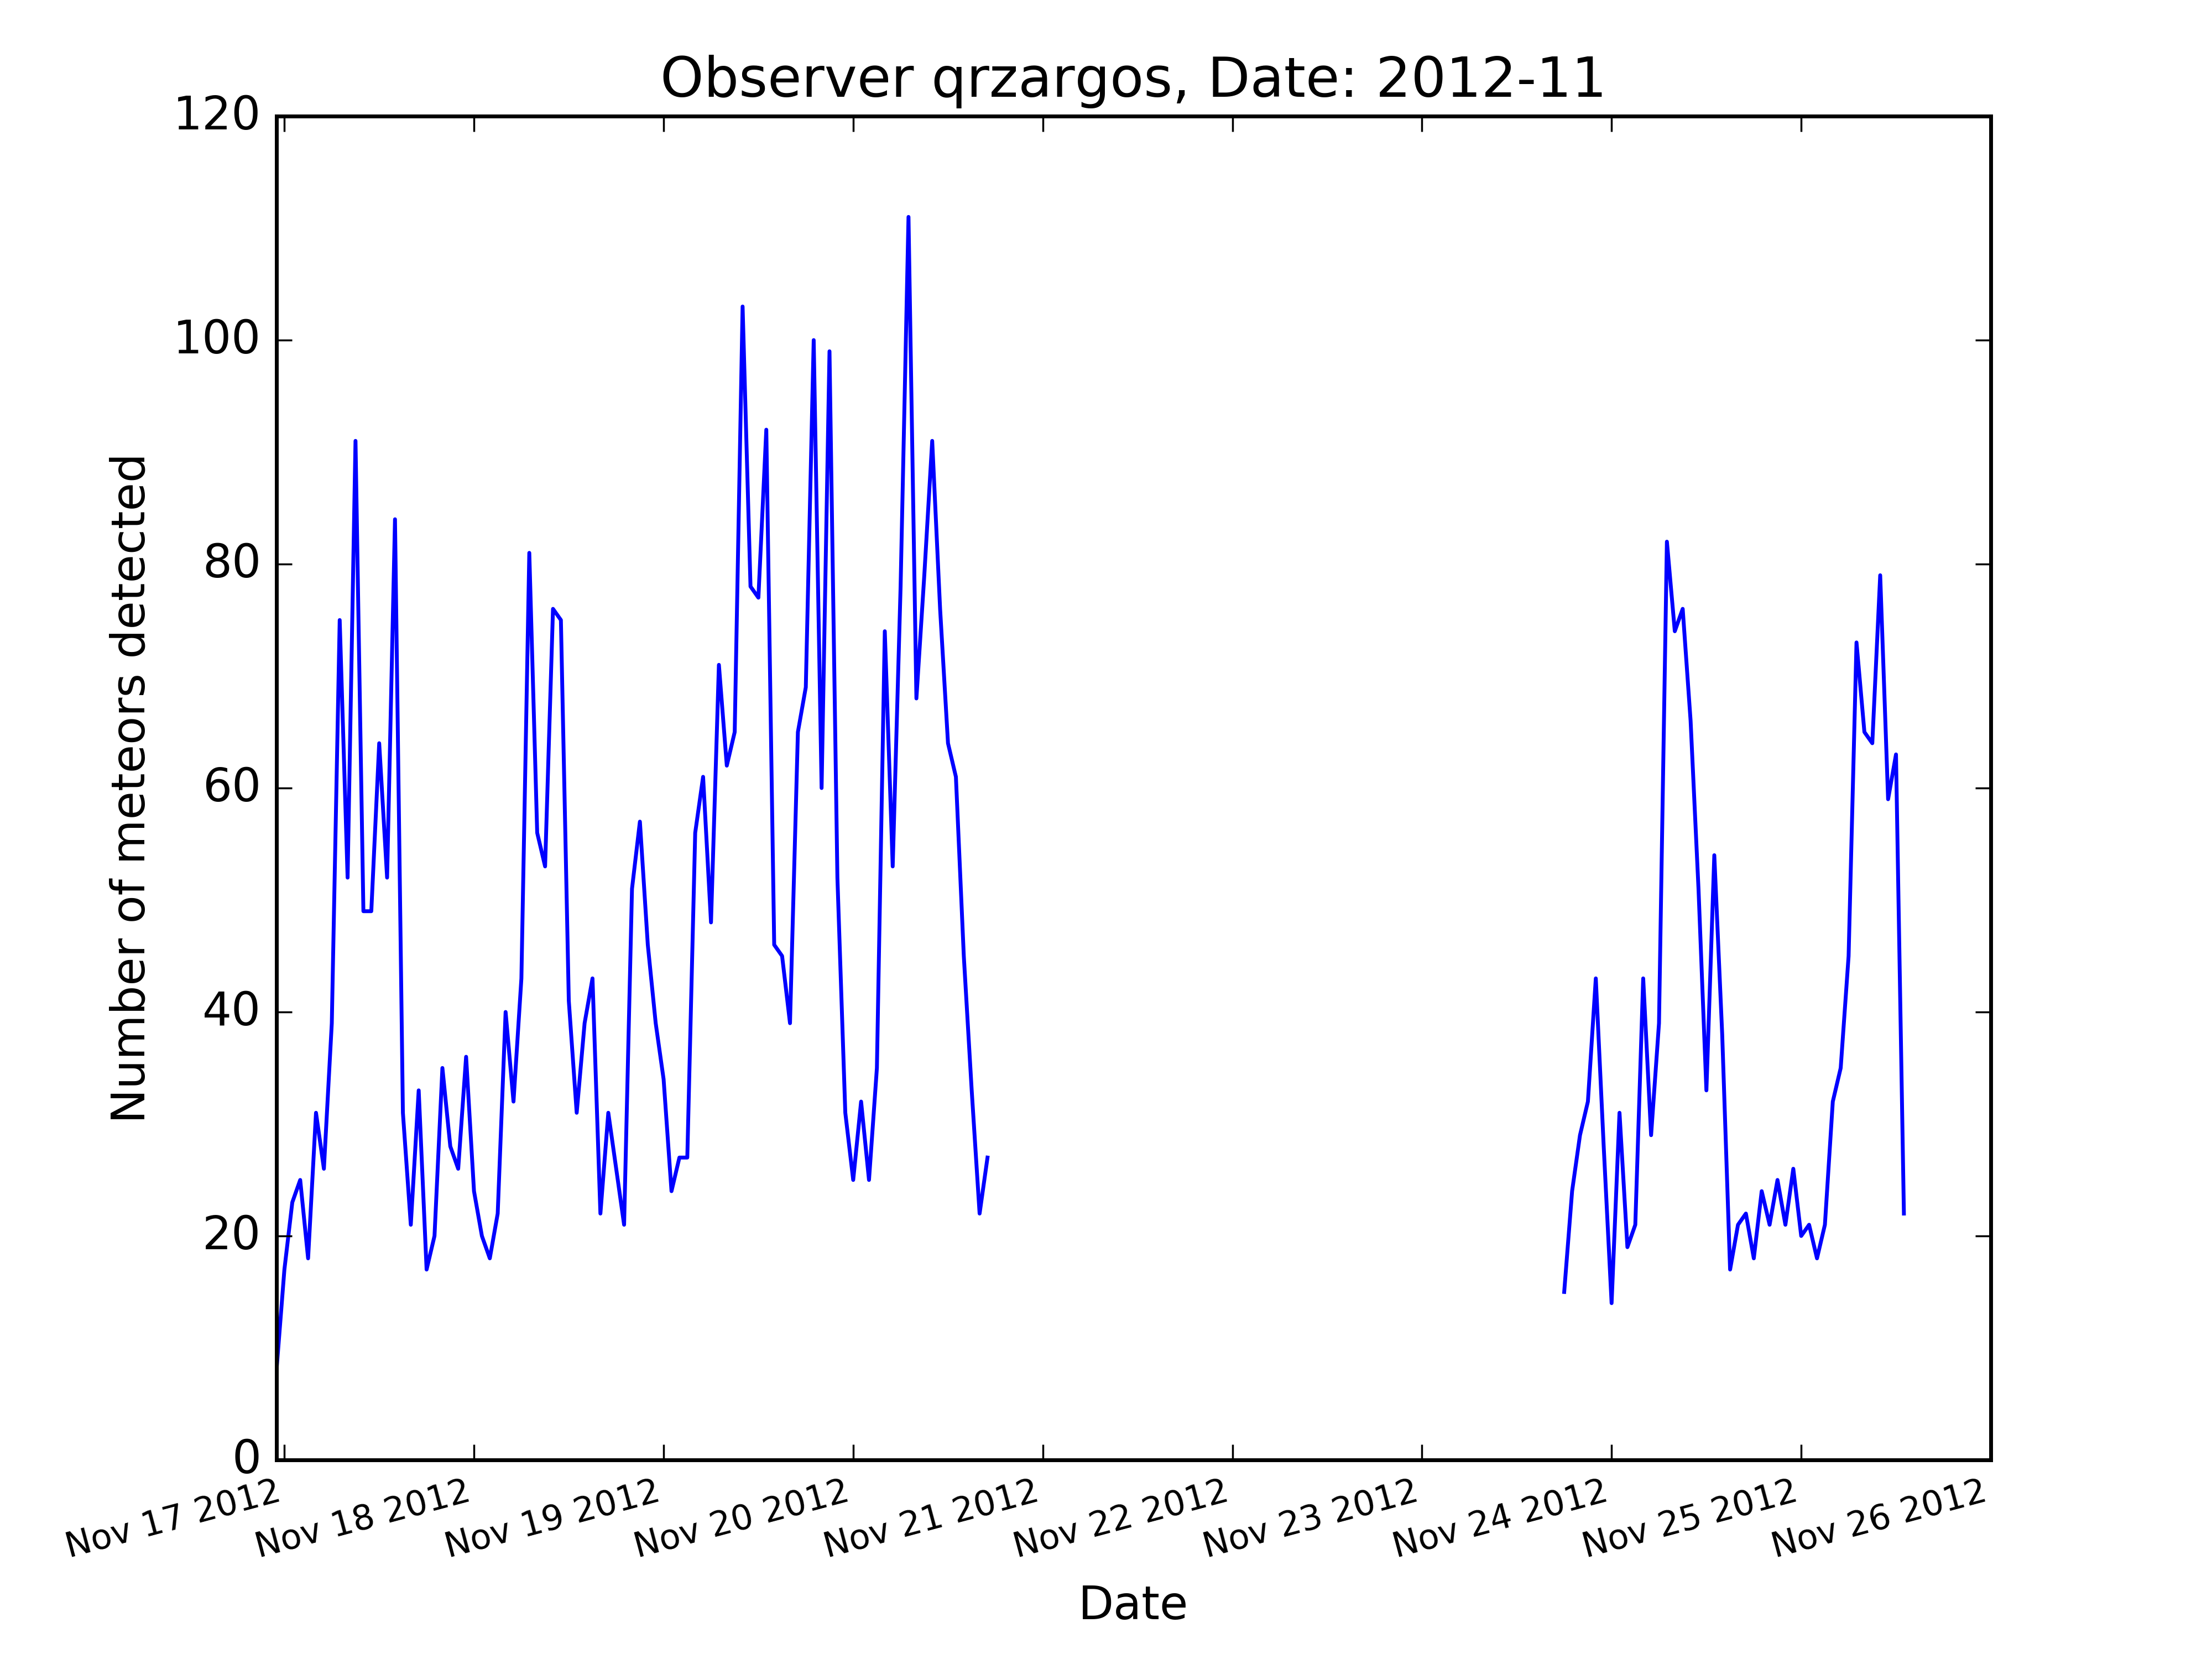 Observer qrzargos, Date: 2012-11
120
100
80
60
40
20
0
Number of meteors detected
Nov 17 2012
Nov 18 2012
Nov 19 2012
Nov 20 2012
Nov 21 2012
Nov 22 2012
Nov 23 2012
Nov 24 2012
Nov 25 2012
Nov 26 2012
Date